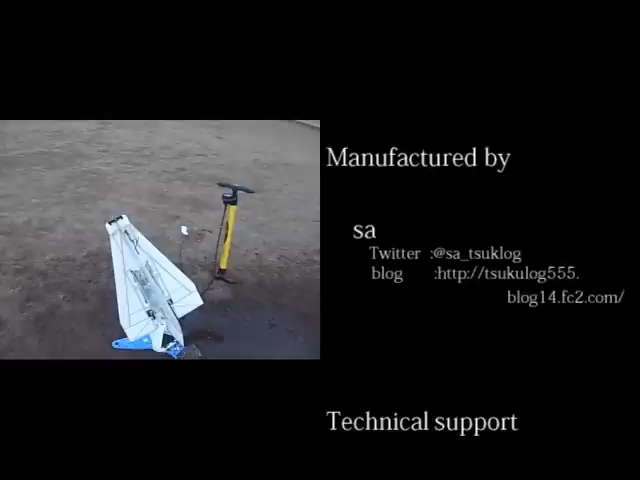 Manufactured by
sa
Twitter :@sa_tsuklog
blog :http://tsukulog555.
blog14.fc2.com/
Technical support